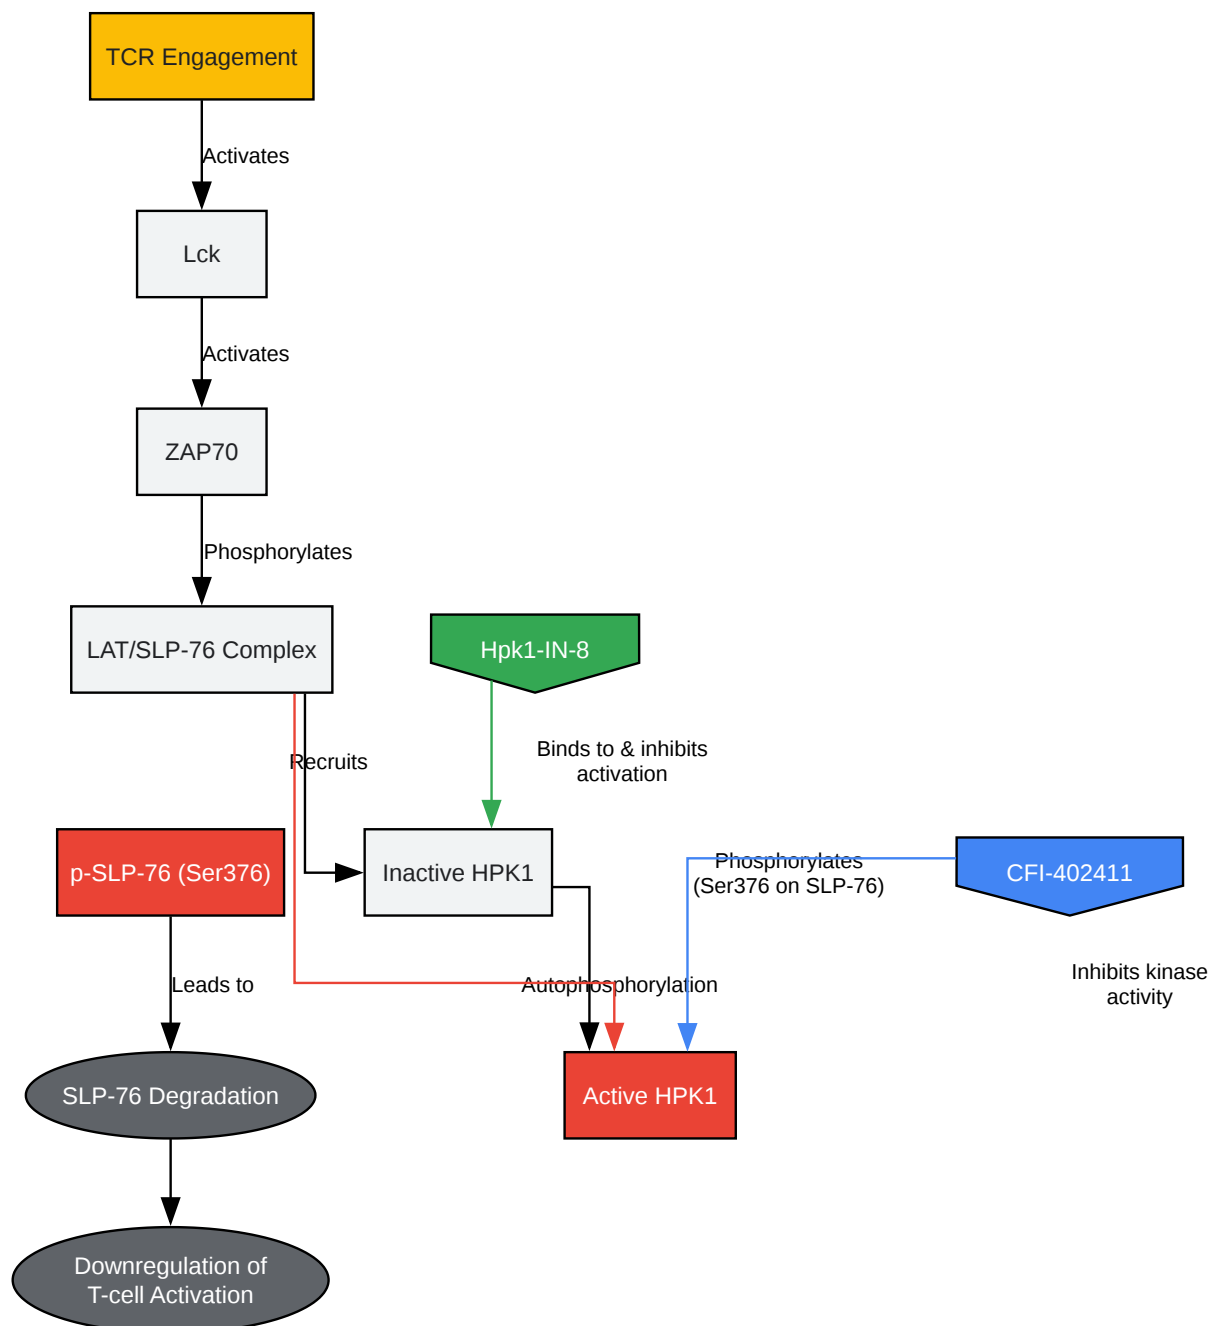 TCR Engagement
Activates
Lck
Activates
ZAP70
Phosphorylates
LAT/SLP-76 Complex
Hpk1-IN-8
Recruits
Binds to & inhibits
activation
p-SLP-76 (Ser376)
Inactive HPK1
Phosphorylates
(Ser376 on SLP-76)
CFI-402411
Leads to
Autophosphorylation
Inhibits kinase
activity
SLP-76 Degradation
Active HPK1
Downregulation of
T-cell Activation